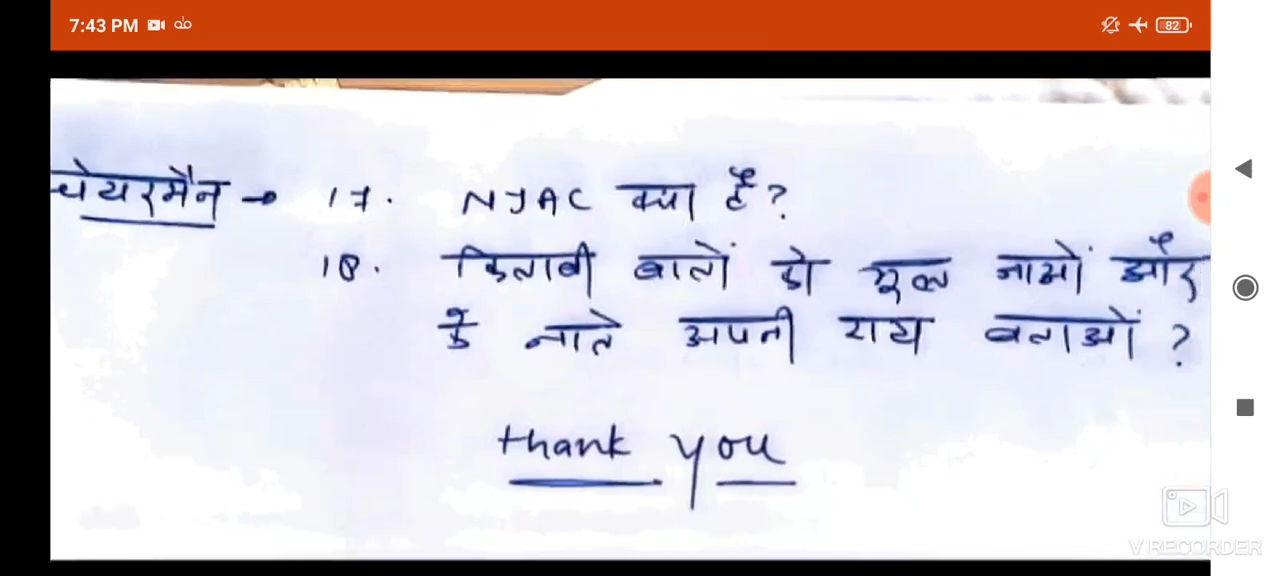 7:43 PM
82
चेयरमैन → 17. NJAC क्या है?
18. किताबी बातों को भूल जाओं और
के नाते अपनी राय बताओं ?
thank you
V RECORDER